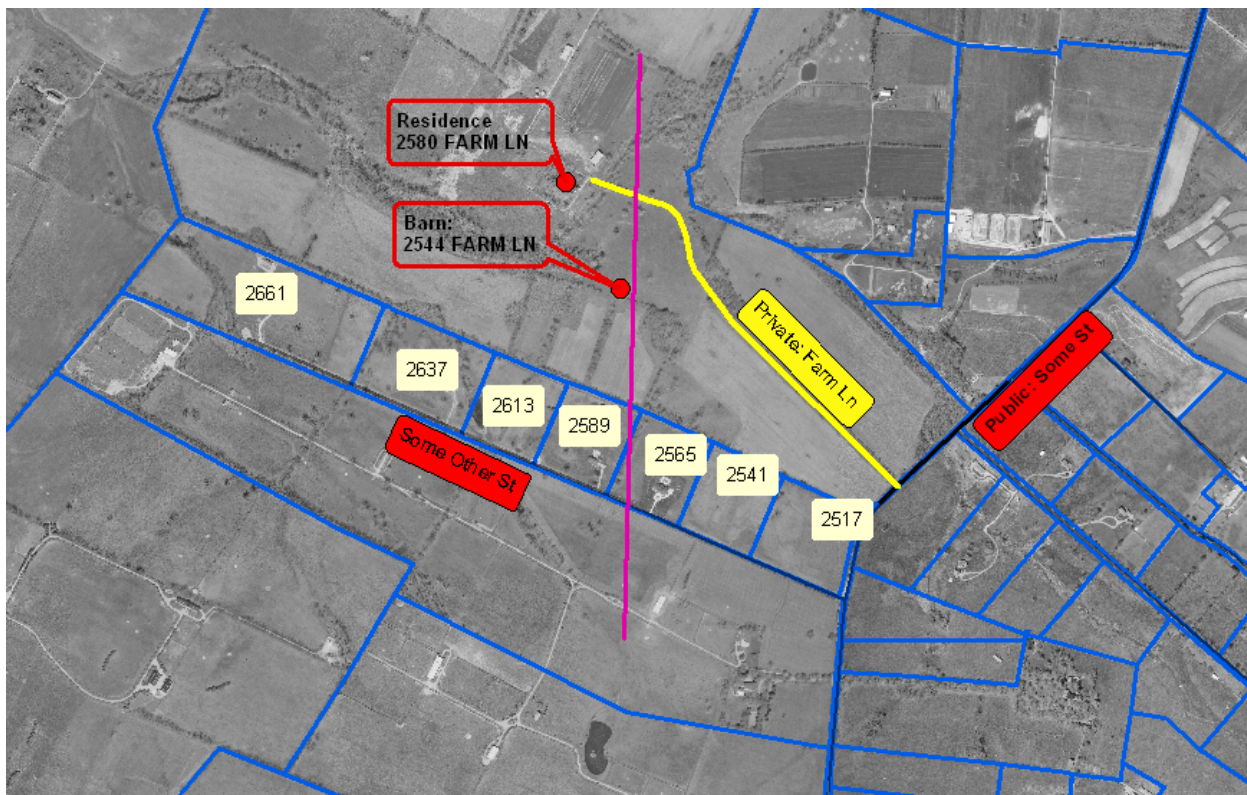 Residence
2580 FARM LN
Barn:
2544 FARM LN
2661
2637
2613
2589
2565
2541
2517
Some Other St
Private: Farm Ln
Public: Some St